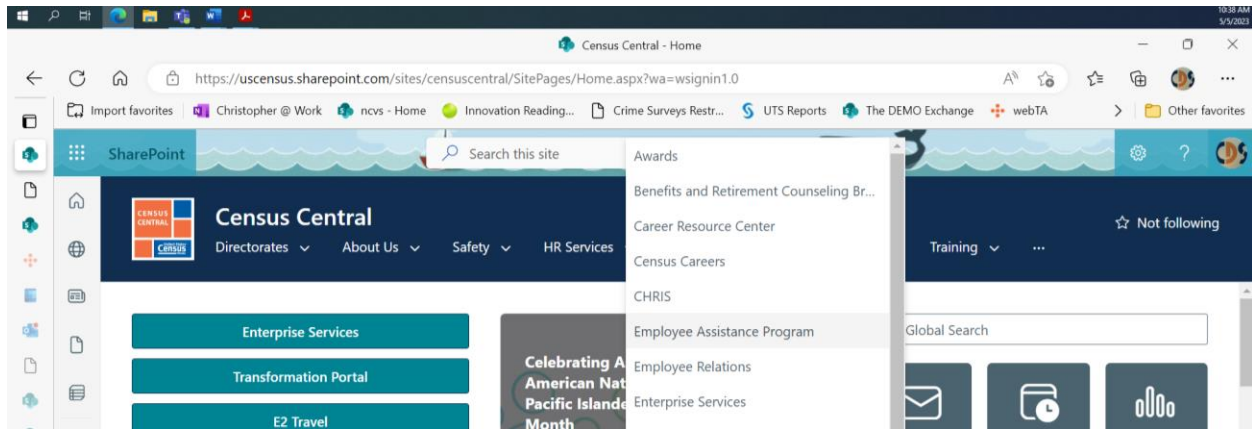 10:38 AM
5/5/2023
Census Central - Home
https://uscensus.sharepoint.com/sites/censuscentral/SitePages/Home.aspx?wa=wsignin1.0
Import favorites Christopher @ Work ncvs - Home Innovation Reading... Crime Surveys Restr... UTS Reports The DEMO Exchange webTA Other favorites
SharePoint Search this site CDS
CENSUS CENTRAL
Census
Census Central
Not following
Directorates About Us Safety HR Services Training ...
Awards
Benefits and Retirement Counseling Br...
Career Resource Center
Census Careers
CHRIS
Employee Assistance Program
Employee Relations
Enterprise Services
Enterprise Services
Transformation Portal
E2 Travel
Celebrating A
American Nat
Pacific Islande
Month
Global Search